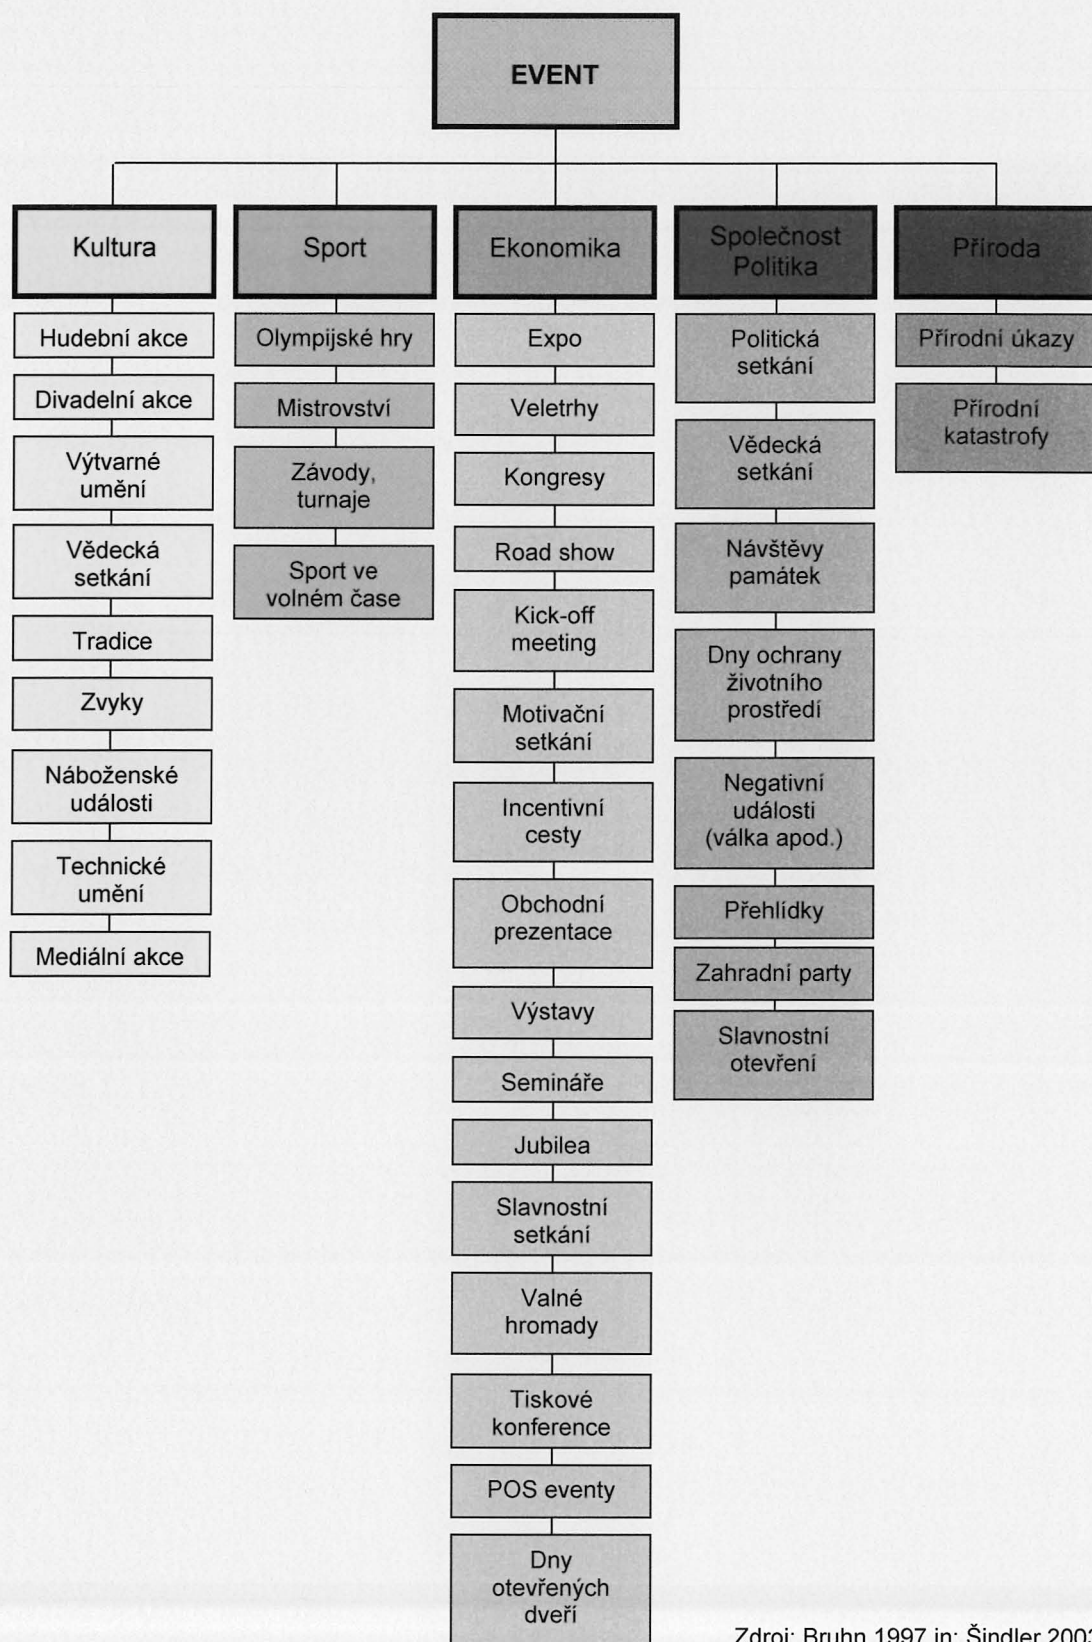 EVENT
Kultura
Hudební akce
Divadelní akce
Výtvarné
umění
Vědecká
setkání
Tradice
Zvyky
Náboženské
události
Technické
umění
Mediální akce
Sport
Olympijské hry
Mistrovství
Závody,
turnaje
Sport ve
volném čase
Ekonomika
Expo
Veletrhy
Kongresy
Road show
Kick-off
meeting
Motivační
setkání
Incentivní
cesty
Obchodní
prezentace
Výstavy
Semináře
Jubilea
Slavnostní
setkání
Valné
hromady
Tiskové
konference
POS eventy
Dny
otevřených
dveří
Společnost
Politika
Politická
setkání
Vědecká
setkání
Návštěvy
památek
Dny ochrany
životního
prostředí
Negativní
události
(válka apod.)
Přehlídky
Zahradní party
Slavnostní
otevření
Příroda
Přírodní úkazy
Přírodní
katastrofy
Zdroj: Bruhn 1997 in: Šindler